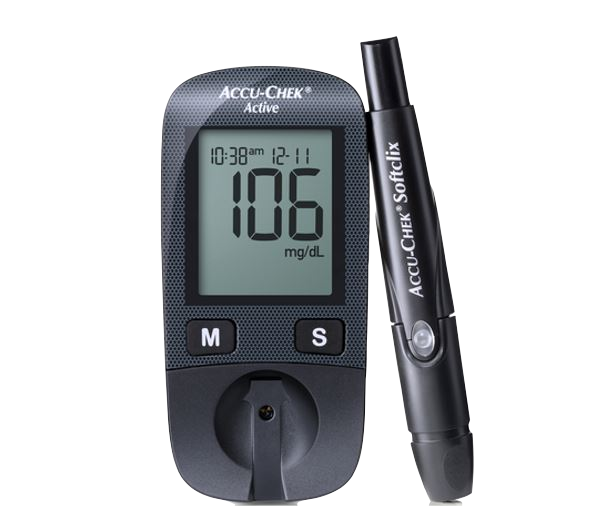 ACCU-CHEK®
Active
10:38am 12-11
106
mg/dL
M S
ACCU-CHEK® Softclix